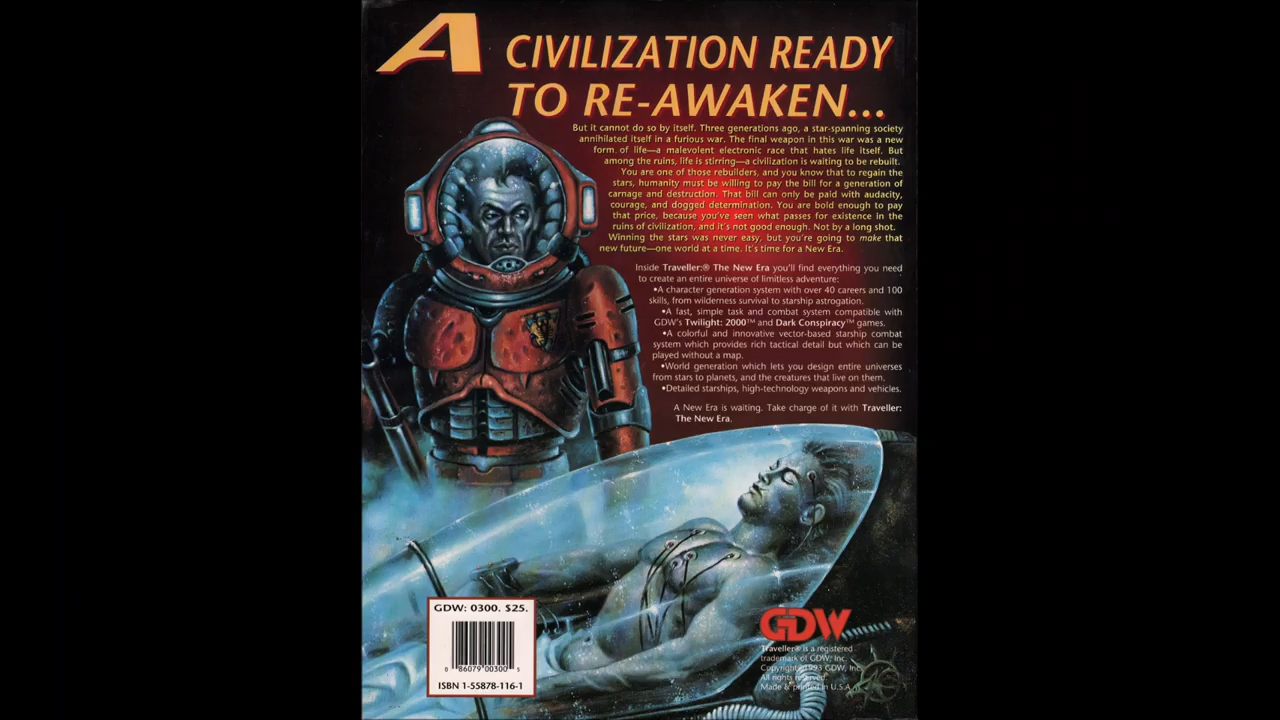 A CIVILIZATION READY
TO RE-AWAKEN...
But it cannot do so by itself. Three generations ago, a star-spanning society
annihilated itself in a furious war. The final weapon in this war was a new
form of life—a malevolent electronic race that hates life itself. But
among the ruins, life is stirring—a civilization is waiting to be rebuilt.
You are one of those rebuilders, and you know that to regain the
stars, humanity must be willing to pay the bill for a generation of
carnage and destruction. That bill can only be paid with audacity,
courage, and dogged determination. You are bold enough to pay
that price, because you've seen what passes for existence in the
ruins of civilization, and it's not good enough. Not by a long shot.
Winning the stars was never easy, but you're going to make that
new future—one world at a time. It's time for a New Era.
Inside Traveller:® The New Era you'll find everything you need
to create an entire universe of limitless adventure:
•A character generation system with over 40 careers and 100
skills, from wilderness survival to starship astrogation.
•A fast, simple task and combat system compatible with
GDW's Twilight: 2000™ and Dark Conspiracy™ games.
•A colorful and innovative vector-based starship combat
system which provides rich tactical detail but which can be
played without a map.
•World generation which lets you design entire universes
from stars to planets, and the creatures that live on them.
•Detailed starships, high-technology weapons and vehicles.
A New Era is waiting. Take charge of it with Traveller:
The New Era.
GDW: 0300. $25.
0 86079 00300 5
ISBN 1-55878-116-1
GDW
Traveller® is a registered
trademark of GDW, Inc.
Copyright©1993 GDW, Inc.
All rights reserved.
Made & printed in U.S.A.